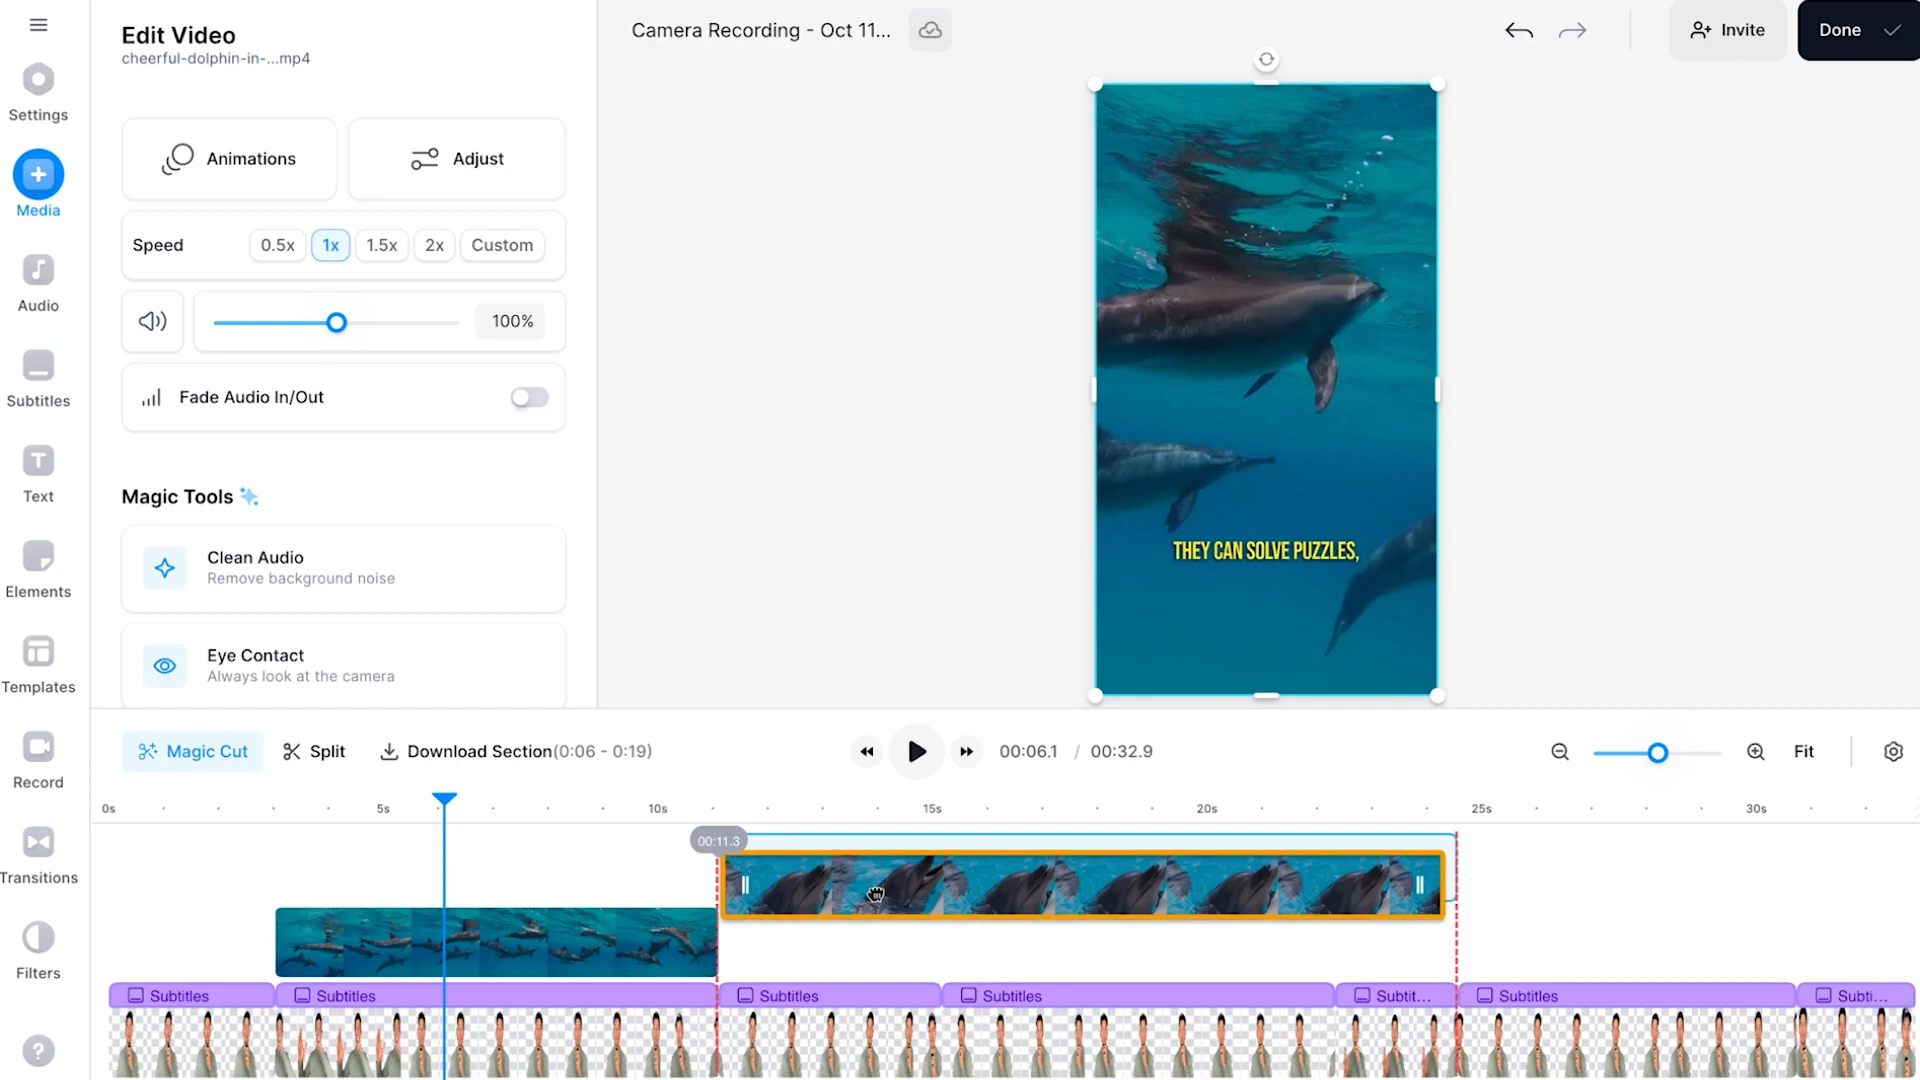 Edit Video
cheerful-dolphin-in-...mp4
Camera Recording - Oct 11...
Invite
Done
Settings
Media
Audio
Subtitles
Text
Elements
Templates
Record
Transitions
Filters
Animations
Adjust
Speed
0.5x
1x
1.5x
2x
Custom
100%
Fade Audio In/Out
Magic Tools
Clean Audio
Remove background noise
Eye Contact
Always look at the camera
THEY CAN SOLVE PUZZLES,
Magic Cut
Split
Download Section(0:06 - 0:19)
00:06.1 / 00:32.9
Fit
0s 5s 10s 15s 20s 25s 30s
00:11.3
Subtitles Subtitles Subtitles Subtitles Subtit... Subtitles Subti...
?